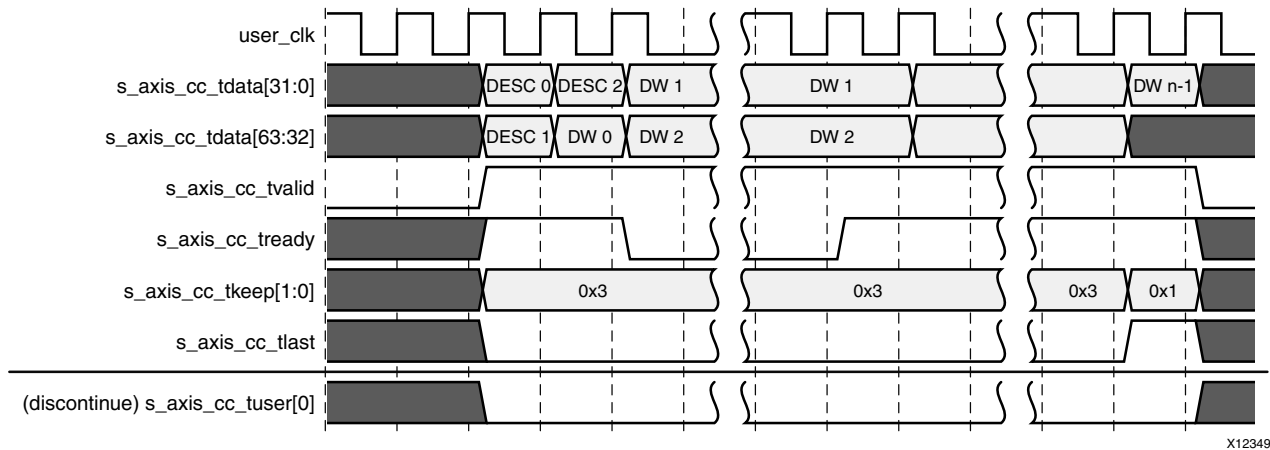 user_clk
s_axis_cc_tdata[31:0] DESC 0 DESC 2 DW 1 DW 1 DW n-1
s_axis_cc_tdata[63:32] DESC 1 DW 0 DW 2 DW 2
s_axis_cc_tvalid
s_axis_cc_tready
s_axis_cc_tkeep[1:0] 0x3 0x3 0x3 0x1
s_axis_cc_tlast
(discontinue) s_axis_cc_tuser[0]
X12349